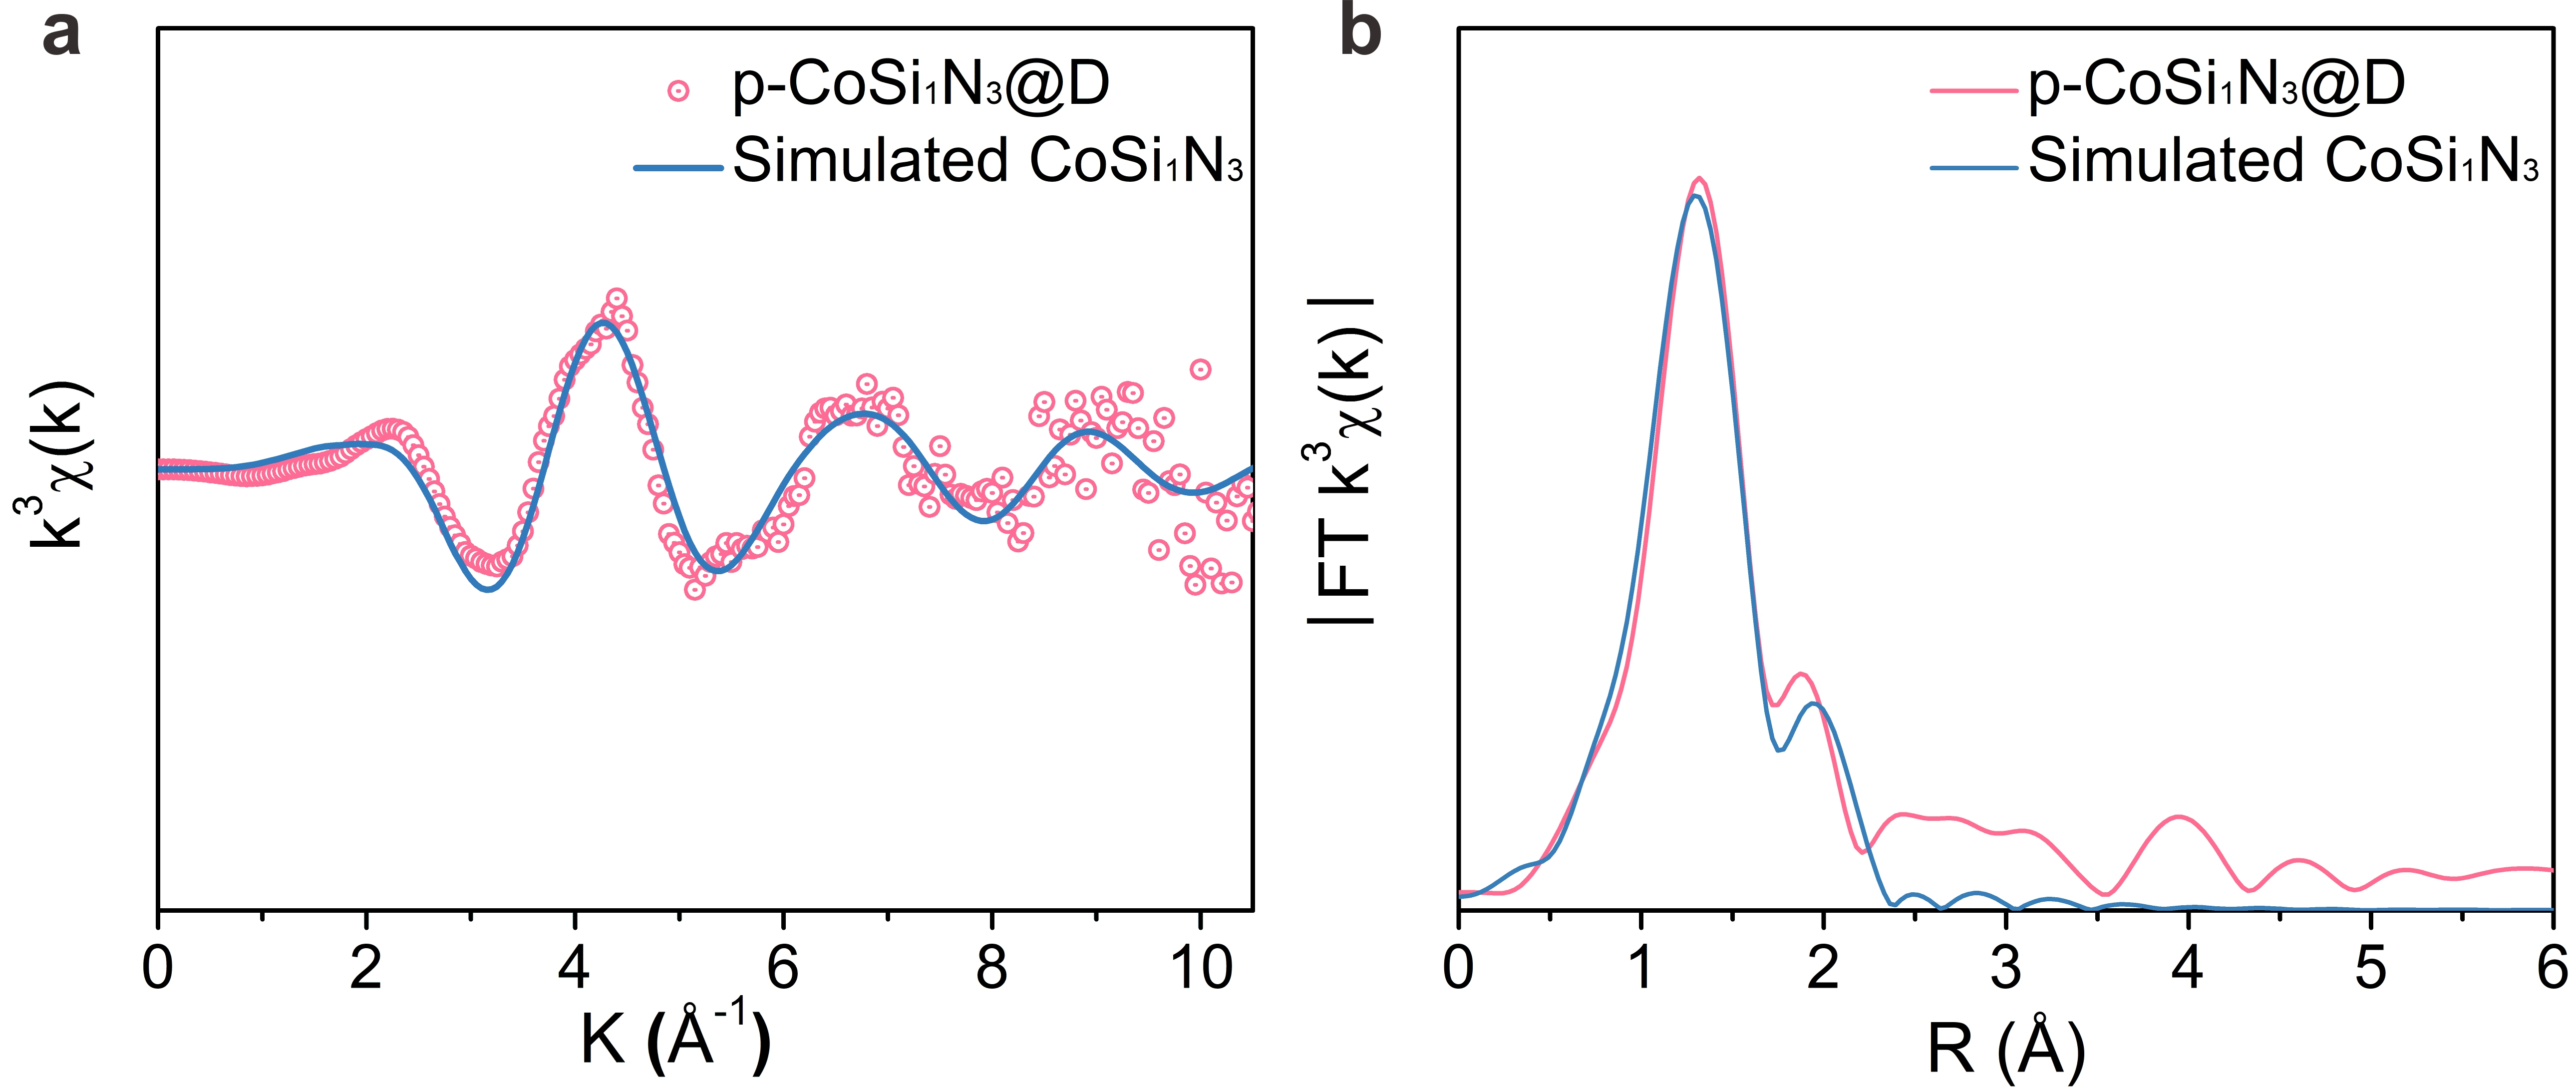 a
p-CoSi₁N₃@D
Simulated CoSi₁N₃
k³χ(k)
0 2 4 6 8 10
K (Å⁻¹)
b
p-CoSi₁N₃@D
Simulated CoSi₁N₃
|FT k³χ(k)|
0 1 2 3 4 5 6
R (Å)